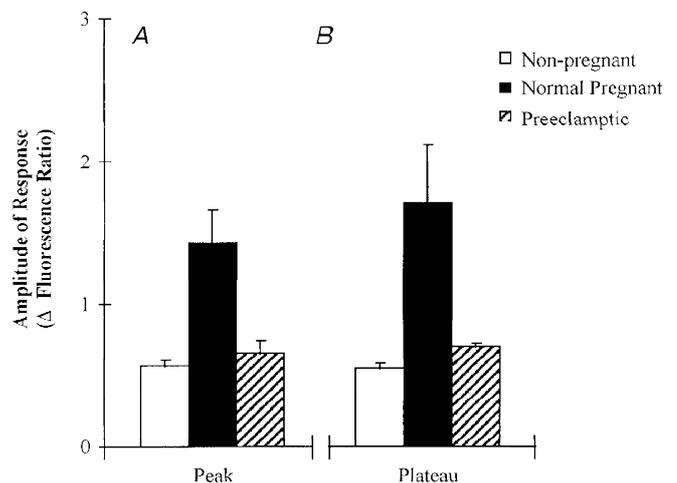 3
A
B
Non-pregnant
Normal Pregnant
Preeclamptic
2
Amplitude of Response
(Δ Fluorescence Ratio)
1
0
Peak
Plateau